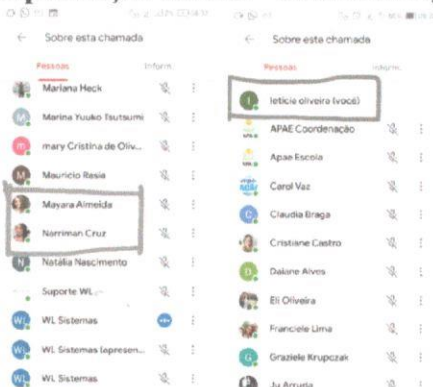 Sobre esta chamada
Pessoas
Mariana Heck
Marina Yuuko Tsutsumi
mary Cristina de Oliv...
Mauricio Rasia
Mayara Almeida
Narriman Cruz
Natália Nascimento
Suporte WL
WL Sistemas
WL Sistemas (apresen...
WL Sistemas
Sobre esta chamada
Pessoas
leticie oliveira (você)
APAE Coordenação
Apae Escola
Carol Vaz
Claudia Braga
Cristiane Castro
Daiane Alves
Eli Oliveira
Franciele Lima
Graziele Krupczak